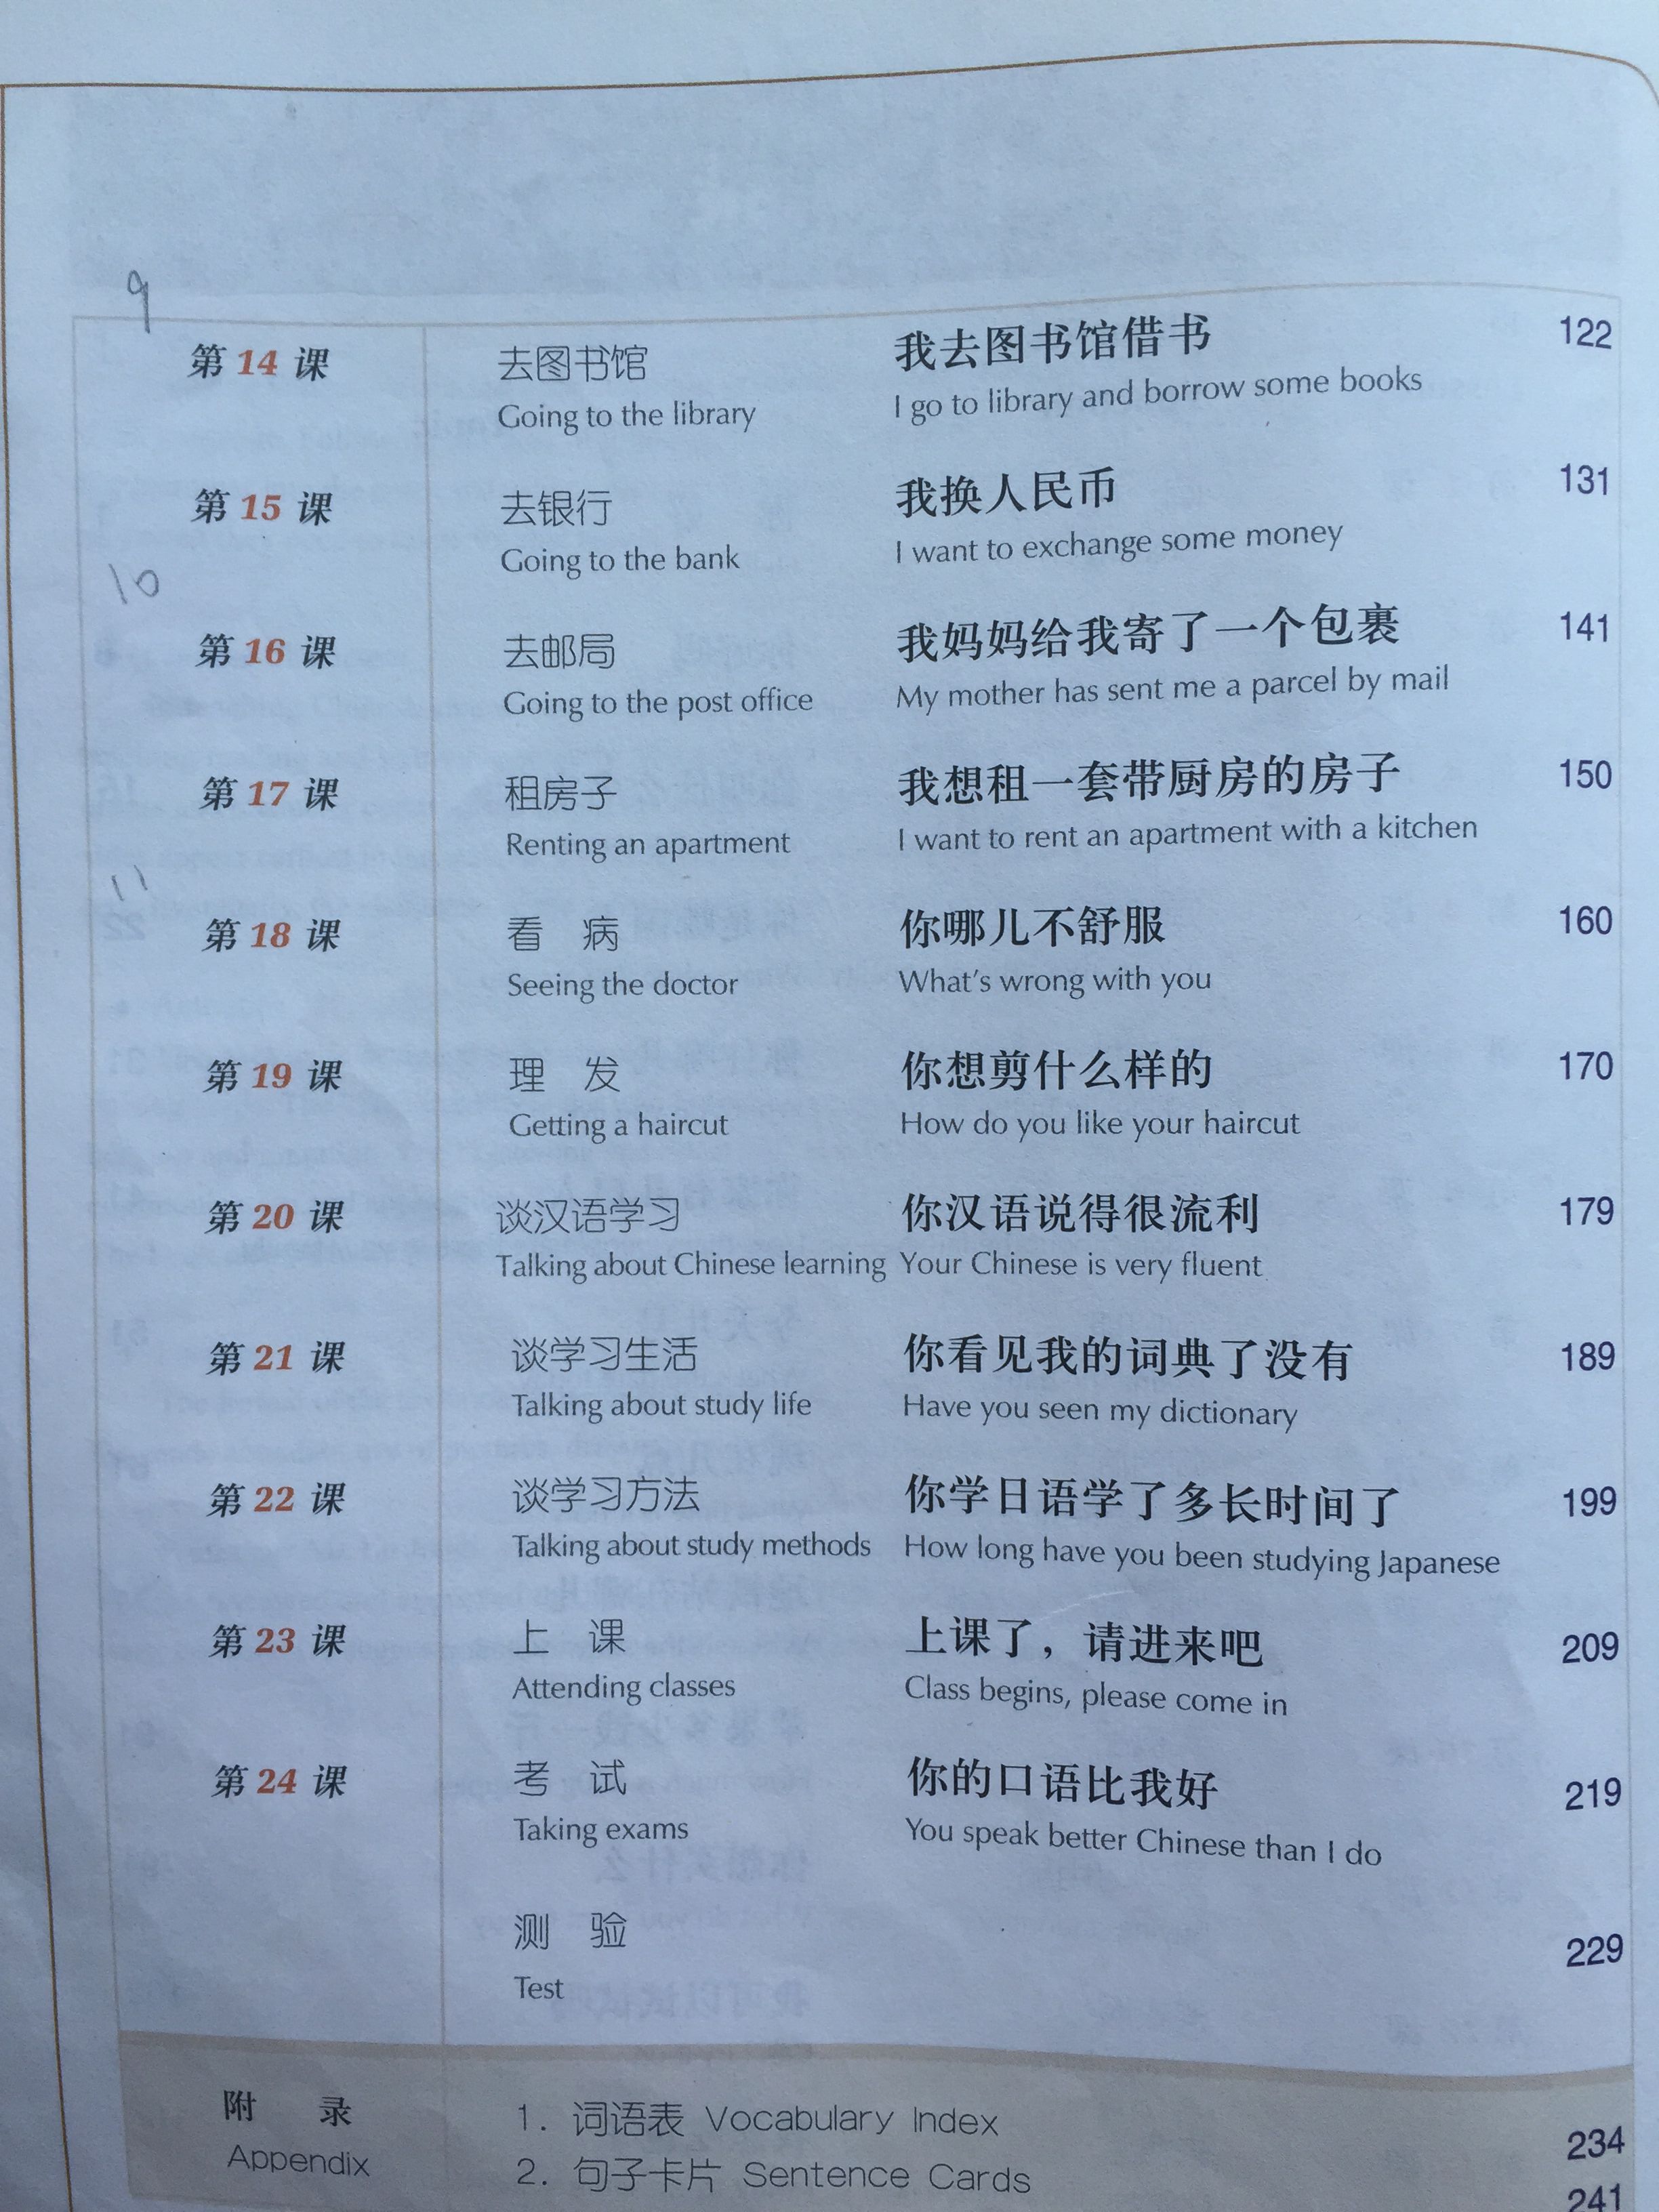 9
第 14 课 去图书馆 我去图书馆借书 122
Going to the library I go to library and borrow some books
第 15 课 去银行 我换人民币 131
Going to the bank I want to exchange some money
10
第 16 课 去邮局 我妈妈给我寄了一个包裹 141
Going to the post office My mother has sent me a parcel by mail
第 17 课 租房子 我想租一套带厨房的房子 150
Renting an apartment I want to rent an apartment with a kitchen
11
第 18 课 看 病 你哪儿不舒服 160
Seeing the doctor What's wrong with you
第 19 课 理 发 你想剪什么样的 170
Getting a haircut How do you like your haircut
第 20 课 谈汉语学习 你汉语说得很流利 179
Talking about Chinese learning Your Chinese is very fluent
第 21 课 谈学习生活 你看见我的词典了没有 189
Talking about study life Have you seen my dictionary
第 22 课 谈学习方法 你学日语学了多长时间了 199
Talking about study methods How long have you been studying Japanese
第 23 课 上 课 上课了，请进来吧 209
Attending classes Class begins, please come in
第 24 课 考 试 你的口语比我好 219
Taking exams You speak better Chinese than I do
测 验 229
Test
附 录 1. 词语表 Vocabulary Index 234
Appendix 2. 句子卡片 Sentence Cards 241